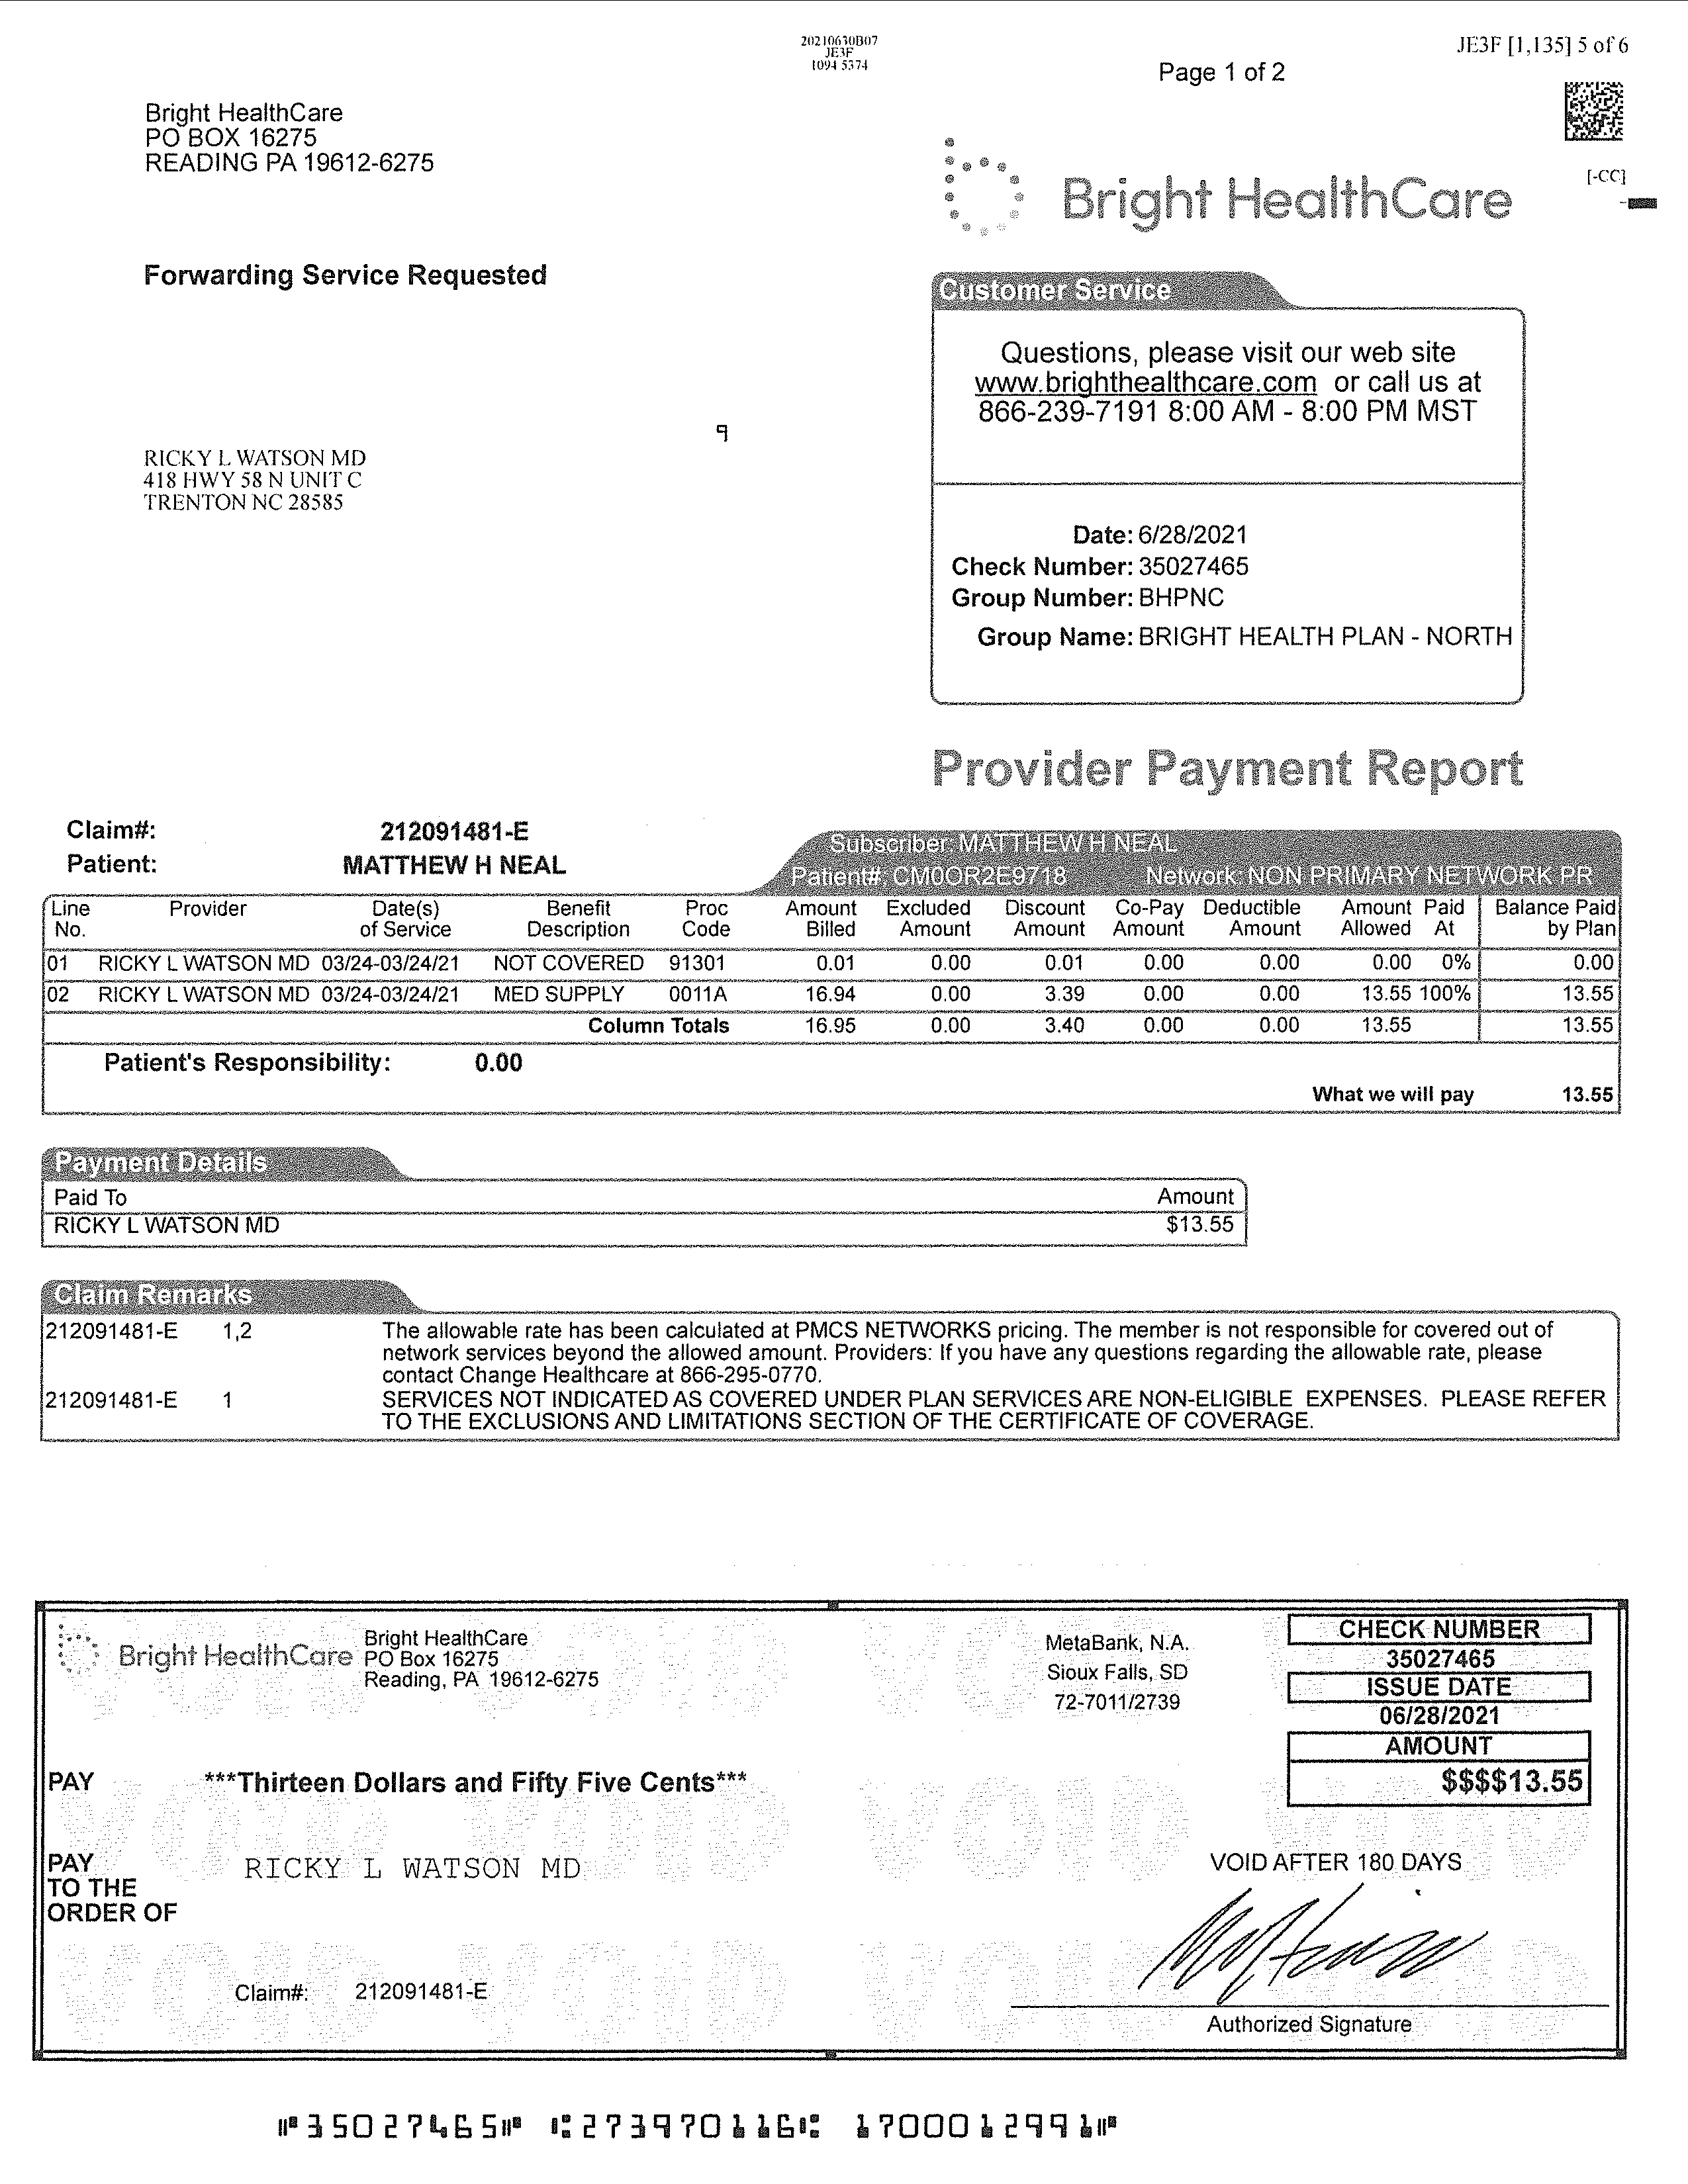 20210630B07
JE3F
1094 5374
JE3F [1,135] 5 of 6
Page 1 of 2
Bright HealthCare
PO BOX 16275
READING PA 19612-6275
[-CC]
Bright HealthCare
Forwarding Service Requested
Customer Service
Questions, please visit our web site
www.brighthealthcare.com or call us at
866-239-7191 8:00 AM - 8:00 PM MST
9
RICKY L WATSON MD
418 HWY 58 N UNIT C
TRENTON NC 28585
Date: 6/28/2021
Check Number: 35027465
Group Number: BHPNC
Group Name: BRIGHT HEALTH PLAN - NORTH
Provider Payment Report
Claim#: 212091481-E
Patient: MATTHEW H NEAL
Subscriber: MATTHEW H NEAL
Patient#: CM0OR2E9718 Network: NON PRIMARY NETWORK PR
Line Provider Date(s) Benefit Proc Amount Excluded Discount Co-Pay Deductible Amount Paid Balance Paid
No. of Service Description Code Billed Amount Amount Amount Amount Allowed At by Plan
01 RICKY L WATSON MD 03/24-03/24/21 NOT COVERED 91301 0.01 0.00 0.01 0.00 0.00 0.00 0% 0.00
02 RICKY L WATSON MD 03/24-03/24/21 MED SUPPLY 0011A 16.94 0.00 3.39 0.00 0.00 13.55 100% 13.55
Column Totals 16.95 0.00 3.40 0.00 0.00 13.55 13.55
Patient's Responsibility: 0.00
What we will pay 13.55
Payment Details
Paid To Amount
RICKY L WATSON MD $13.55
Claim Remarks
212091481-E 1,2 The allowable rate has been calculated at PMCS NETWORKS pricing. The member is not responsible for covered out of
network services beyond the allowed amount. Providers: If you have any questions regarding the allowable rate, please
contact Change Healthcare at 866-295-0770.
212091481-E 1 SERVICES NOT INDICATED AS COVERED UNDER PLAN SERVICES ARE NON-ELIGIBLE EXPENSES. PLEASE REFER
TO THE EXCLUSIONS AND LIMITATIONS SECTION OF THE CERTIFICATE OF COVERAGE.
Bright HealthCare
Bright HealthCare
PO Box 16275
Reading, PA 19612-6275
MetaBank, N.A.
Sioux Falls, SD
72-7011/2739
CHECK NUMBER
35027465
ISSUE DATE
06/28/2021
AMOUNT
$$$$13.55
PAY ***Thirteen Dollars and Fifty Five Cents***
VOID VOID VOID VOID
PAY
TO THE
ORDER OF
RICKY L WATSON MD
VOID AFTER 180 DAYS
VOID VOID VOID VOID
Claim#: 212091481-E
Authorized Signature
⑈35027465⑈ ⑆273970116⑆ 1700012991⑈